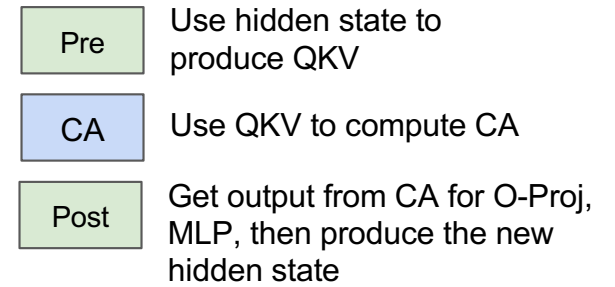 Pre
Use hidden state to
produce QKV
CA
Use QKV to compute CA
Post
Get output from CA for O-Proj,
MLP, then produce the new
hidden state